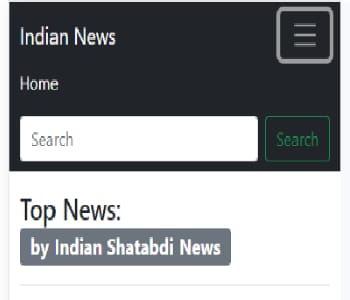 Indian News
Home
Search Search
Top News:
by Indian Shatabdi News